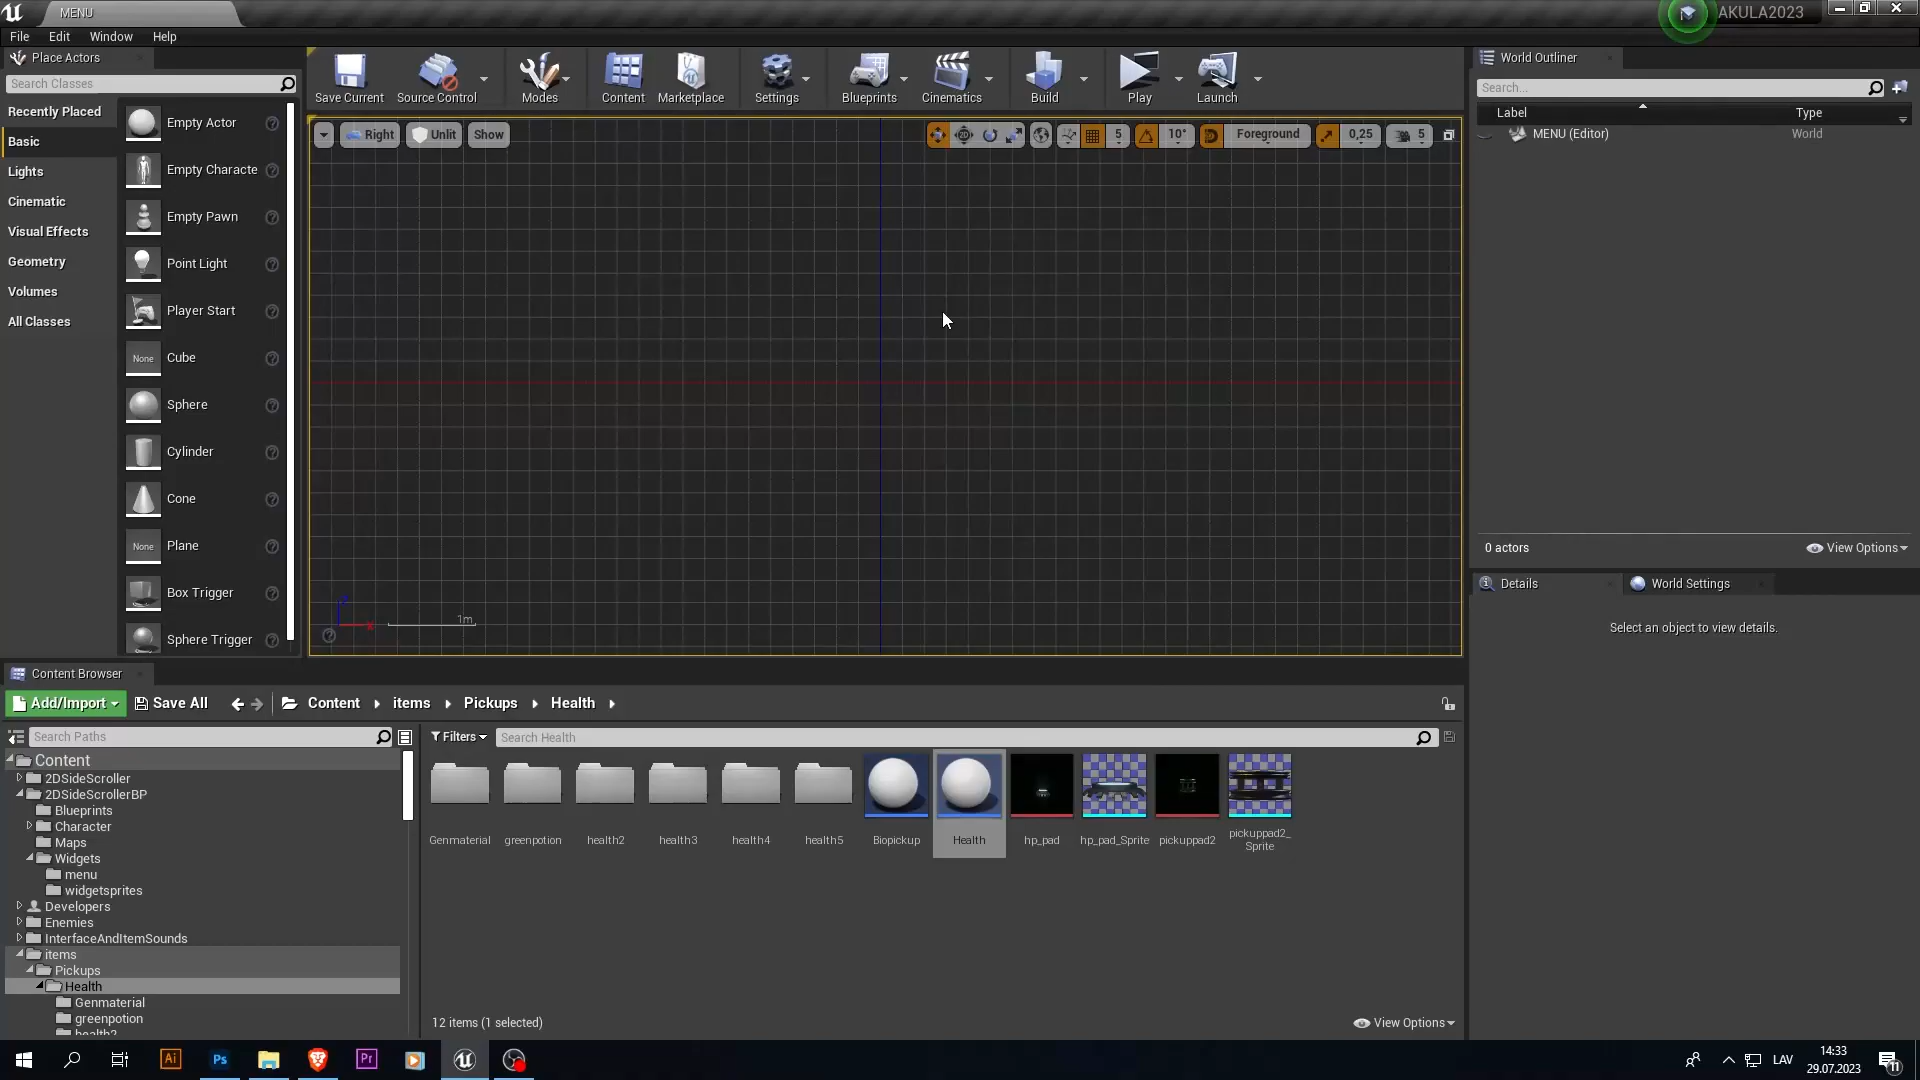 MENU
AKULA2023
File Edit Window Help
Place Actors
Search Classes
Recently Placed
Basic
Lights
Cinematic
Visual Effects
Geometry
Volumes
All Classes
Empty Actor
Empty Characte
Empty Pawn
Point Light
Player Start
None Cube
Sphere
Cylinder
Cone
None Plane
Box Trigger
Sphere Trigger
Save Current Source Control Modes Content Marketplace Settings Blueprints Cinematics Build Play Launch
Right Unlit Show 5 10° Foreground 0,25 5
z
x
1m
World Outliner
Search...
Label Type
MENU (Editor) World
0 actors View Options
Details World Settings
Select an object to view details.
Content Browser
Add/Import Save All Content items Pickups Health
Search Paths
Content
2DSideScroller
2DSideScrollerBP
Blueprints
Character
Maps
Widgets
menu
widgetsprites
Developers
Enemies
InterfaceAndItemSounds
items
Pickups
Health
Genmaterial
greenpotion
health2
Filters Search Health
Genmaterial greenpotion health2 health3 health4 health5 Biopickup Health hp_pad hp_pad_Sprite pickuppad2 pickuppad2_
Sprite
12 items (1 selected) View Options
Ai Ps Pr LAV 14:33
29.07.2023
11